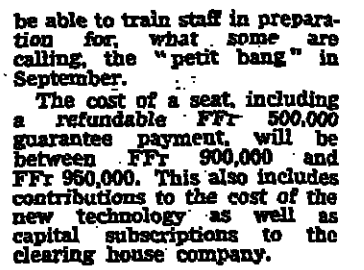 be able to train staff in prepara-
tion for, what some are
calling, the "petit bang" in
September.
The cost of a seat, including
a refundable FFr 500,000
guarantee payment, will be
between FFr 900,000 and
FFr 950,000. This also includes
contributions to the cost of the
new technology as well as
capital subscriptions to the
clearing house company.